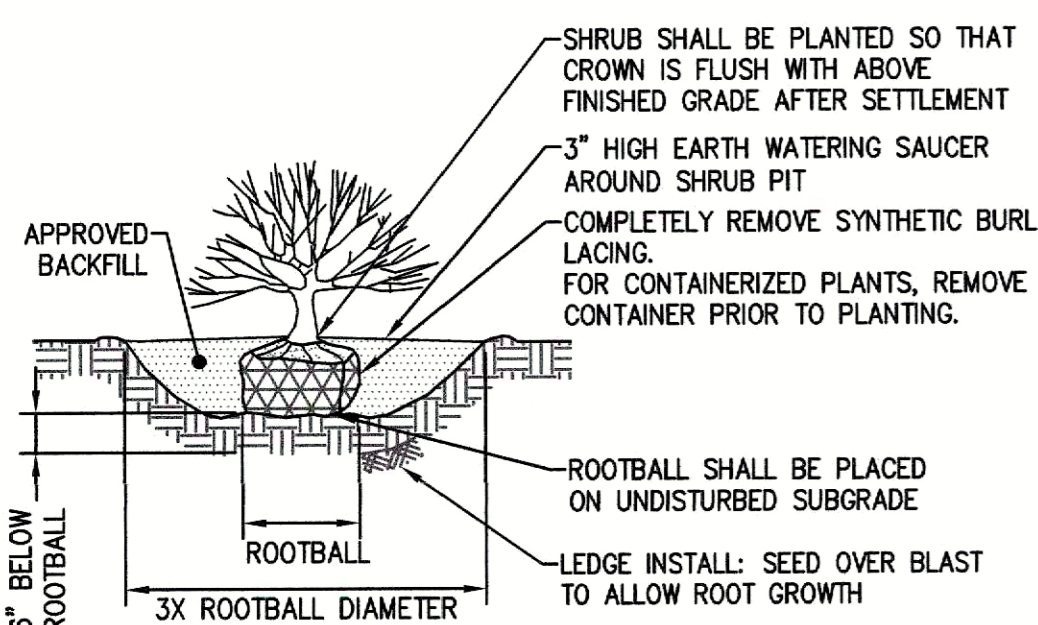 SHRUB SHALL BE PLANTED SO THAT
CROWN IS FLUSH WITH ABOVE
FINISHED GRADE AFTER SETTLEMENT
3" HIGH EARTH WATERING SAUCER
AROUND SHRUB PIT
COMPLETELY REMOVE SYNTHETIC BURL
LACING.
FOR CONTAINERIZED PLANTS, REMOVE
CONTAINER PRIOR TO PLANTING.
APPROVED
BACKFILL
ROOTBALL SHALL BE PLACED
ON UNDISTURBED SUBGRADE
LEDGE INSTALL: SEED OVER BLAST
TO ALLOW ROOT GROWTH
ROOTBALL
3X ROOTBALL DIAMETER
6" BELOW
ROOTBALL